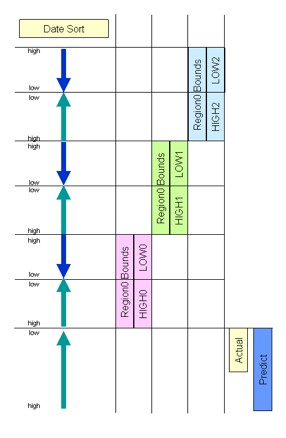 Date Sort
high
low
low
high
high
low
low
high
high
low
low
high
low
high
Region0 Bounds
LOW2
HIGH2
Region0 Bounds
LOW1
HIGH1
Region0 Bounds
LOW0
HIGH0
Actual
Predict